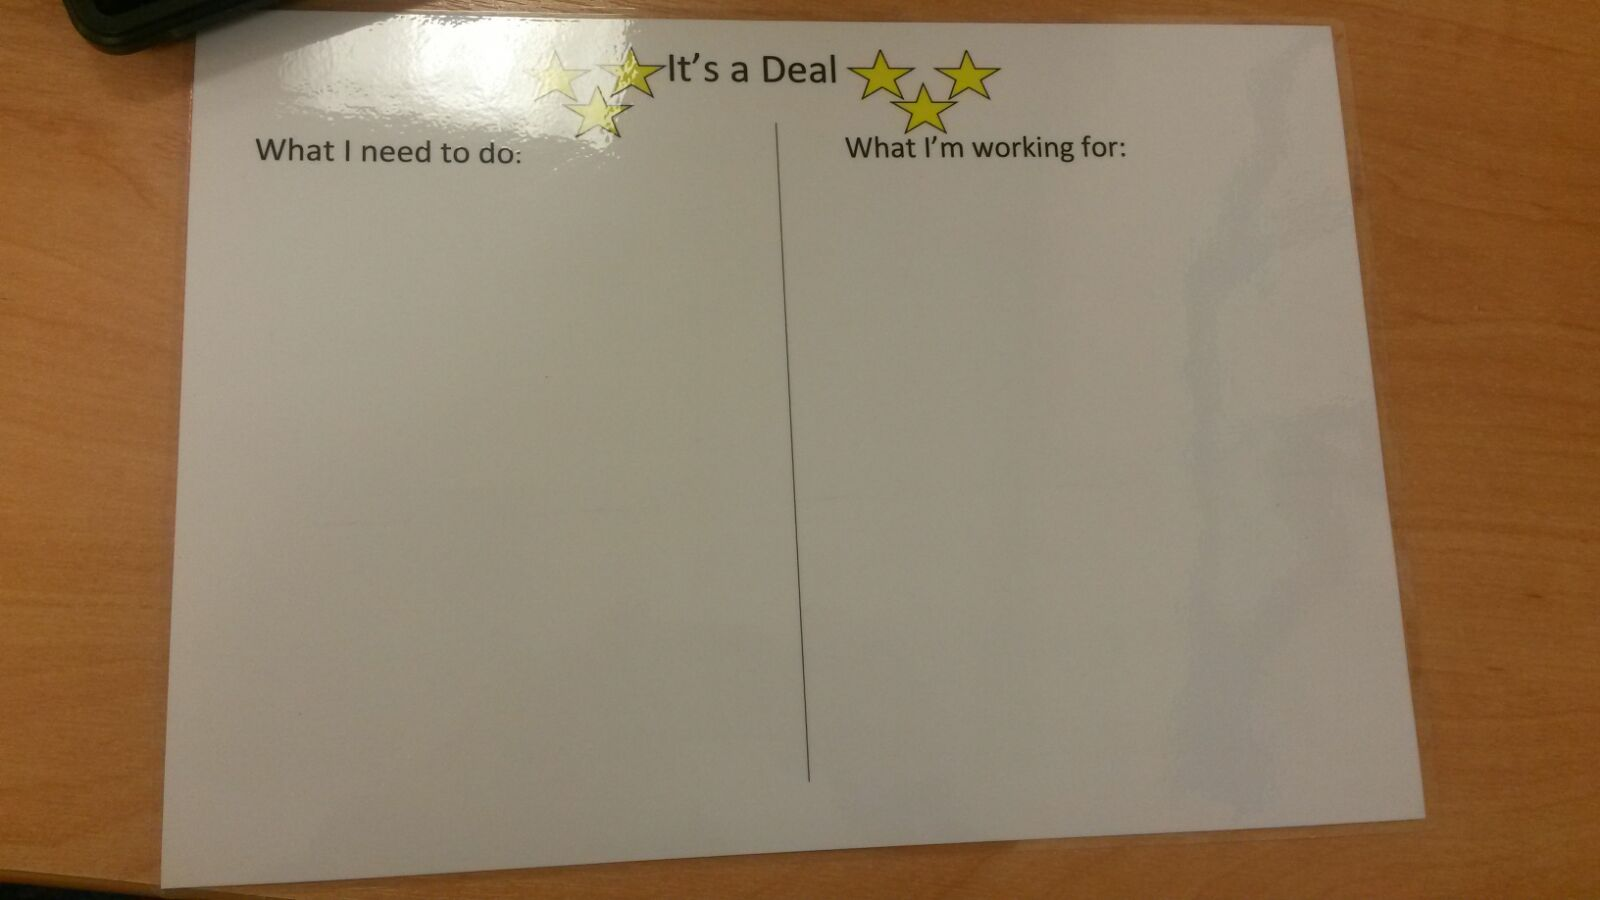 It's a Deal
What I need to do:
What I'm working for: